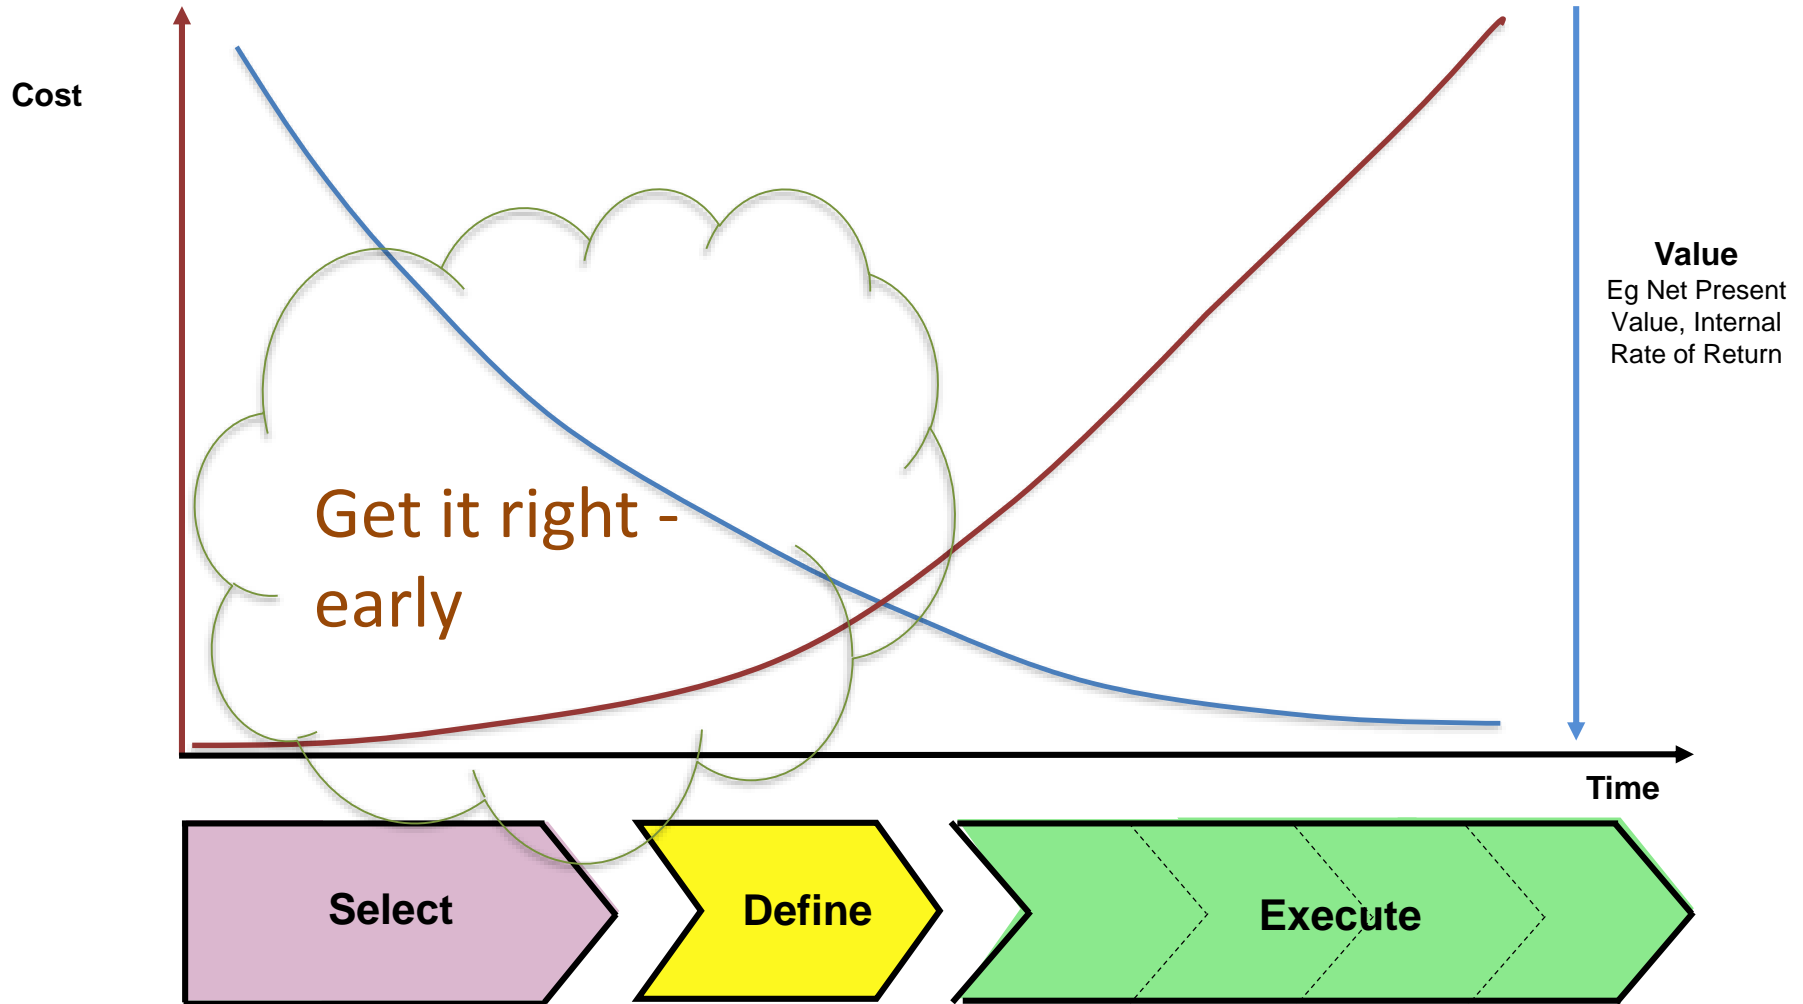 Cost
Value
Eg Net Present
Value, Internal
Rate of Return
Get it right -
early
Time
Select
Define
Execute